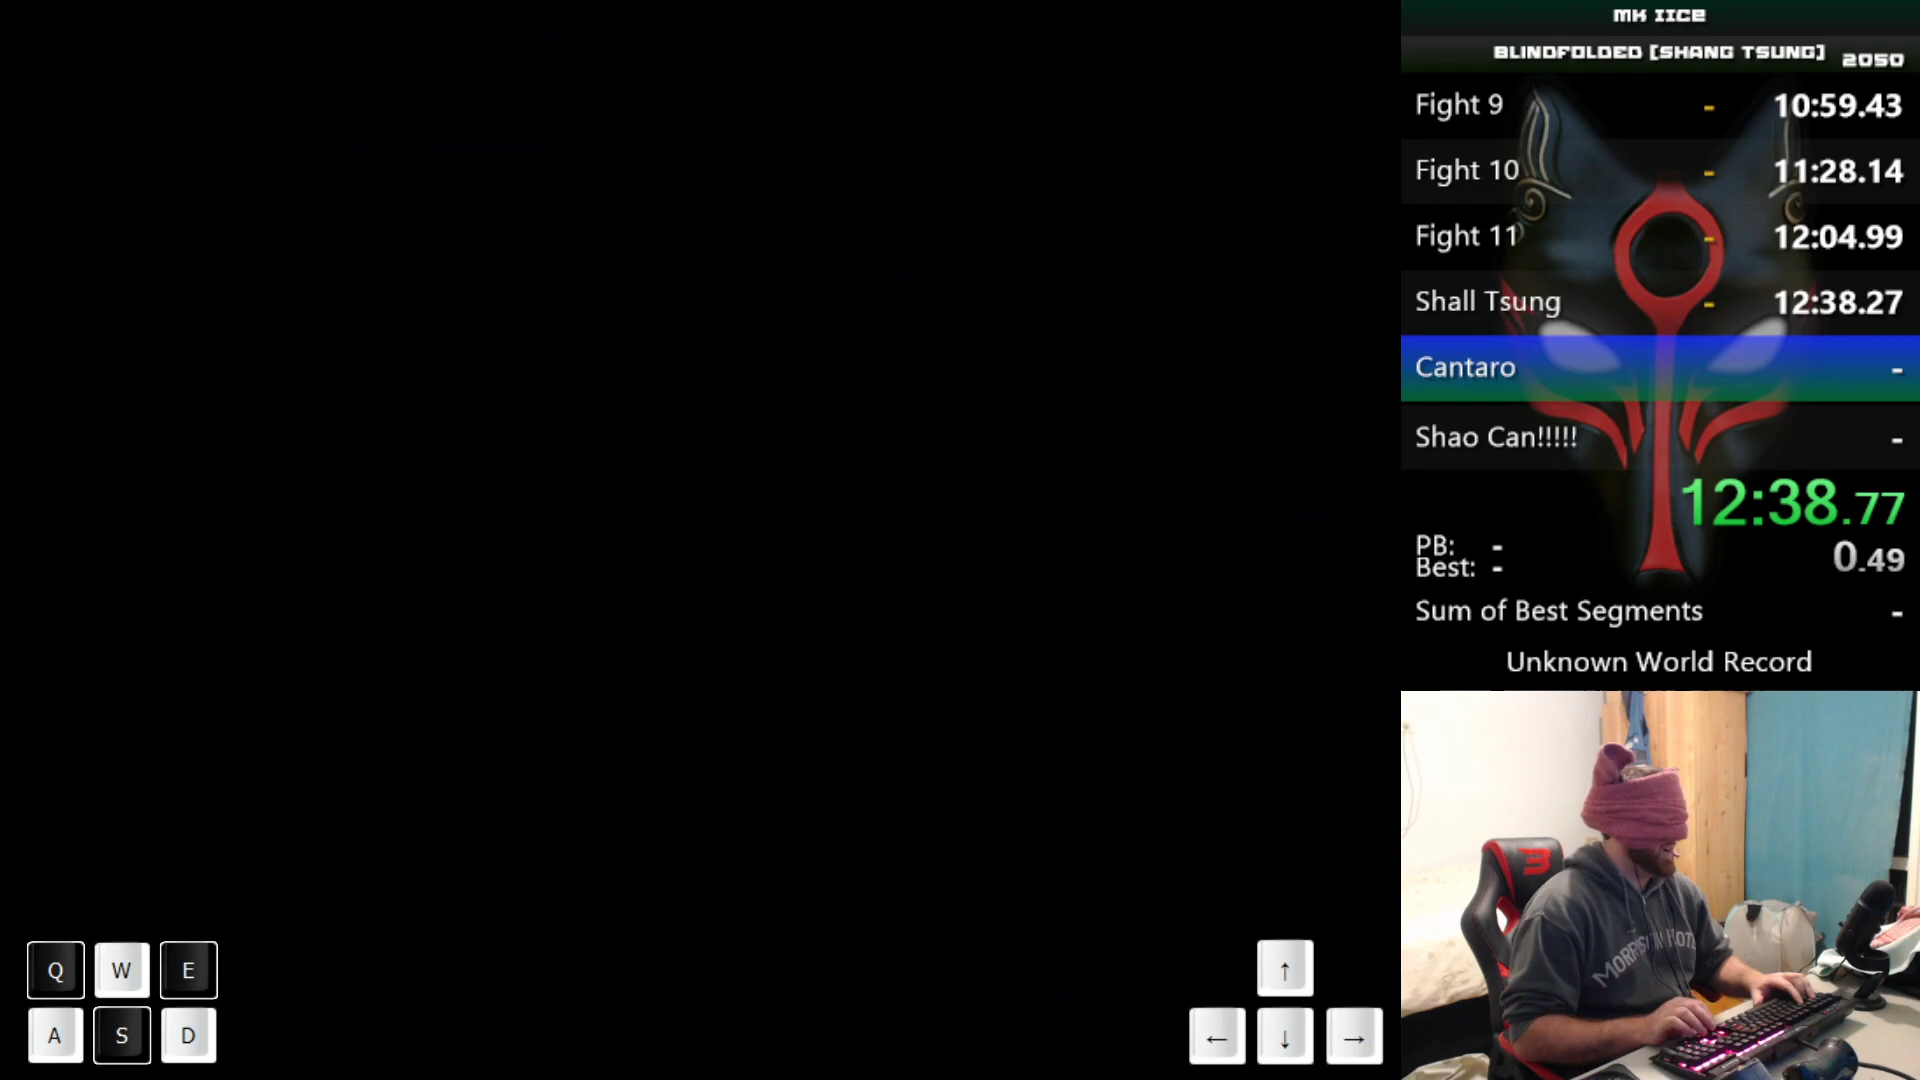 MK IICE
BLINDFOLDED [SHANG TSUNG] 2050
Fight 9 - 10:59.43
Fight 10 - 11:28.14
Fight 11 - 12:04.99
Shall Tsung - 12:38.27
Cantaro -
Shao Can!!!!! -
12:38.77
PB: -
Best: -
0.49
Sum of Best Segments -
Unknown World Record
Q W E
A S D
↑
← ↓ →